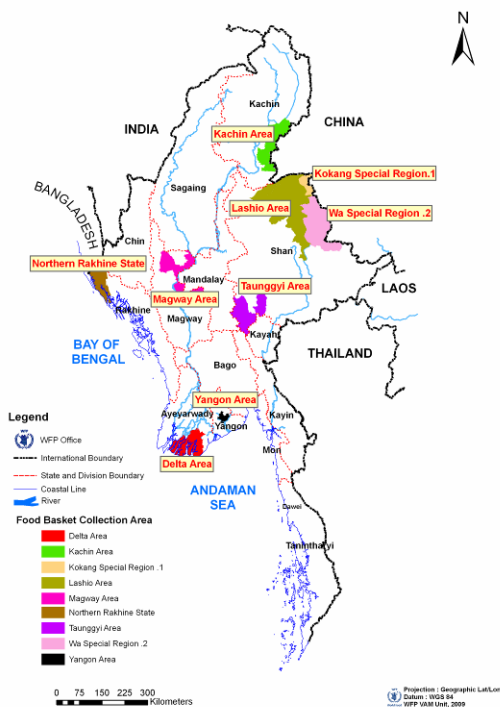 N
Kachin
INDIA
CHINA
Kachin Area
Kokang Special Region.1
Sagaing
Lashio Area
Wa Special Region .2
BANGLADESH
Chin
Shan
Northern Rakhine State
Mandalay
Taunggyi Area
LAOS
Magway Area
Rakhine
Magway
Kayah
BAY OF
BENGAL
THAILAND
Bago
Yangon Area
Ayeyarwady
Kayin
Yangon
Mon
Delta Area
ANDAMAN
SEA
Dawei
Tanintharyi
Legend
WFP Office
International Boundary
State and Division Boundary
Coastal Line
River
Food Basket Collection Area
Delta Area
Kachin Area
Kokang Special Region .1
Lashio Area
Magway Area
Northern Rakhine State
Taunggyi Area
Wa Special Region .2
Yangon Area
0 75 150 225 300
Kilometers
WFP
Projection : Geographic Lat/Lon
Datum : WGS 84
WFP VAM Unit, 2009